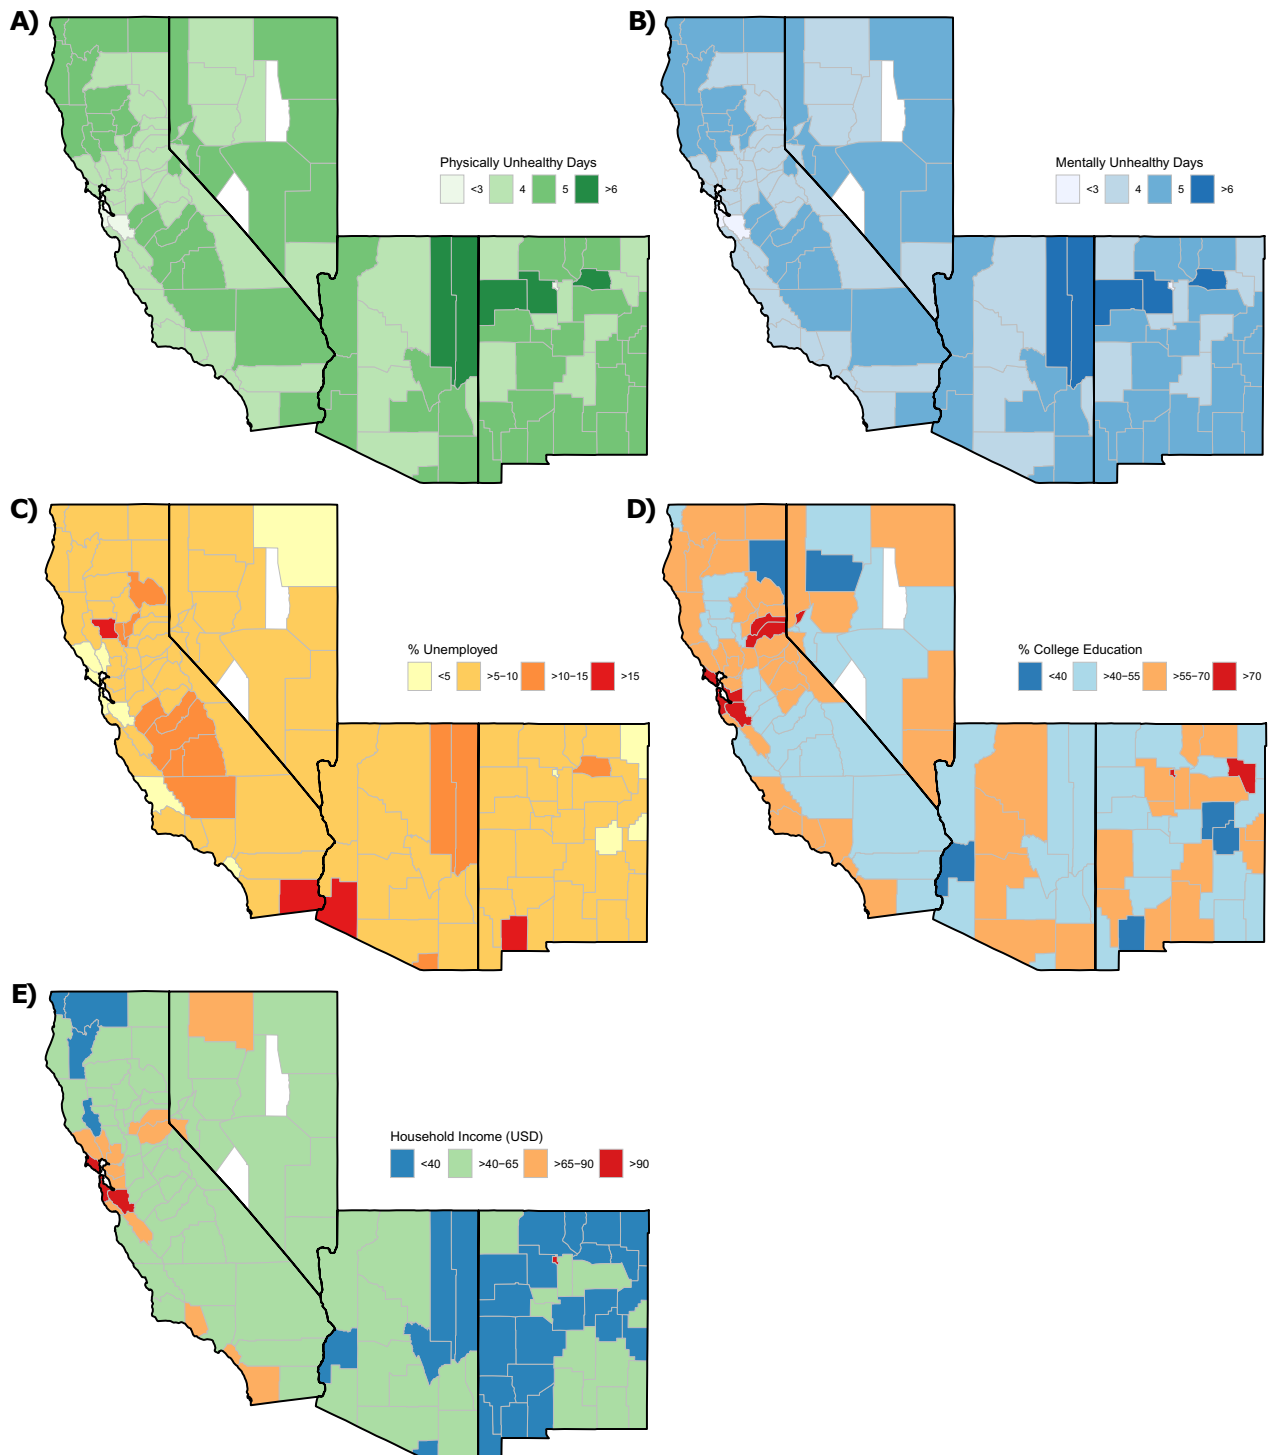 A)
B)
Physically Unhealthy Days
<3 4 5 >6
Mentally Unhealthy Days
<3 4 5 >6
C)
D)
% Unemployed
<5 >5−10 >10−15 >15
% College Education
<40 >40−55 >55−70 >70
E)
Household Income (USD)
<40 >40−65 >65−90 >90